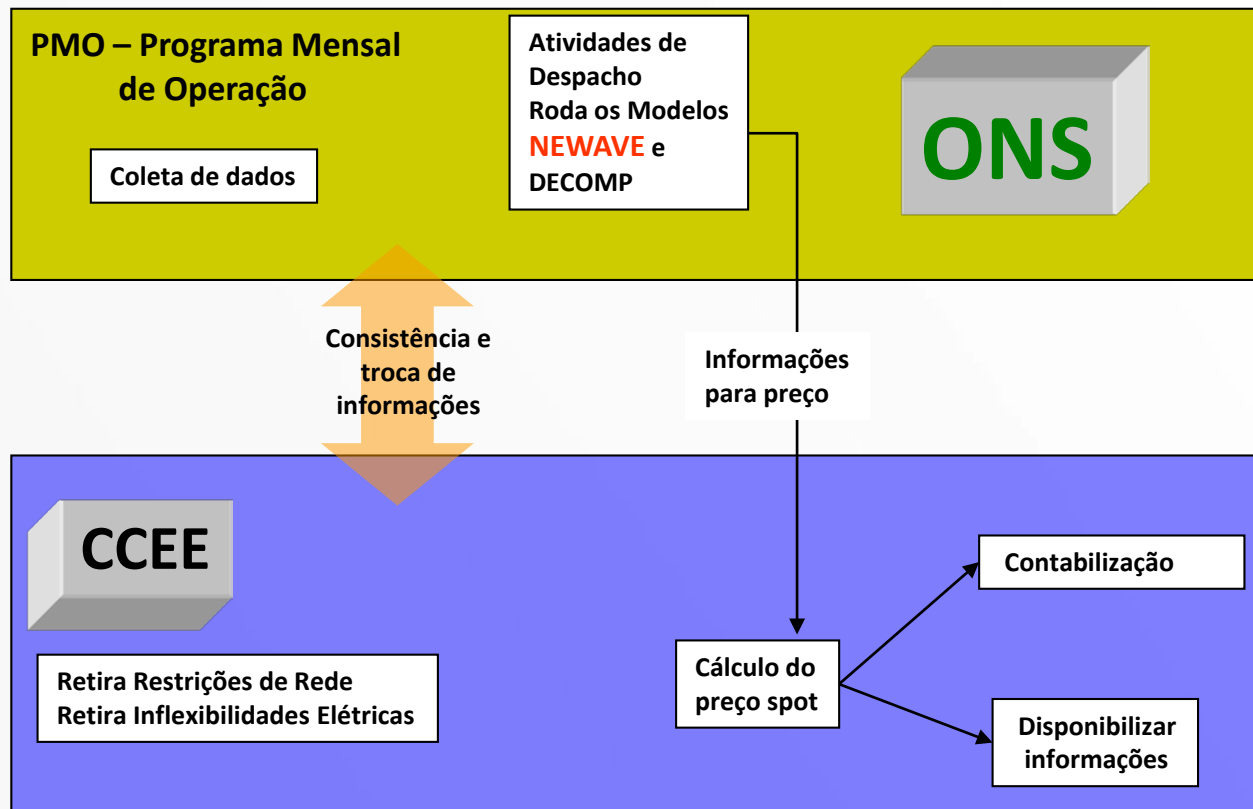 PMO – Programa Mensal
de Operação
Coleta de dados
Atividades de
Despacho
Roda os Modelos
NEWAVE e
DECOMP
ONS
Consistência e
troca de
informações
Informações
para preço
CCEE
Retira Restrições de Rede
Retira Inflexibilidades Elétricas
Cálculo do
preço spot
Contabilização
Disponibilizar
informações